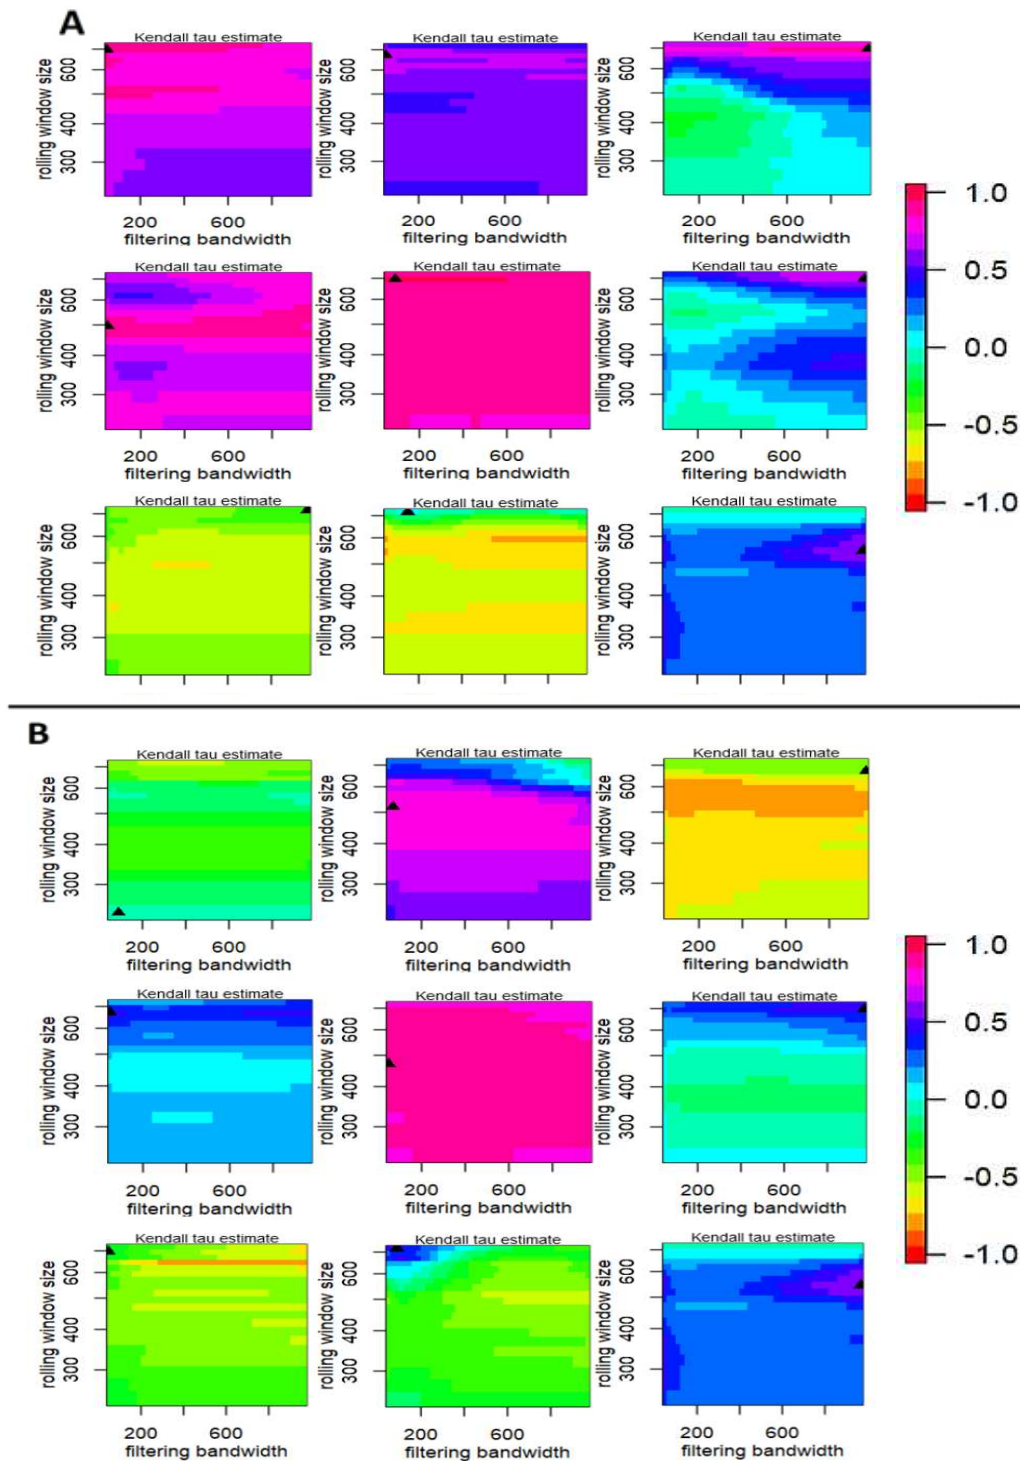 A
Kendall tau estimate Kendall tau estimate Kendall tau estimate
rolling window size 300 400 600 rolling window size rolling window size 300 400 600
200 600 200 600 200 600
filtering bandwidth filtering bandwidth filtering bandwidth
Kendall tau estimate Kendall tau estimate Kendall tau estimate
rolling window size 300 400 600 rolling window size rolling window size 300 400 600
200 600 200 600 200 600
filtering bandwidth filtering bandwidth filtering bandwidth
Kendall tau estimate Kendall tau estimate Kendall tau estimate
rolling window size 300 400 600 rolling window size rolling window size 300 400 600
1.0
0.5
0.0
-0.5
-1.0
B
Kendall tau estimate Kendall tau estimate Kendall tau estimate
rolling window size 300 400 600 rolling window size 300 400 600 rolling window size 300 400 600
200 600 200 600 200 600
filtering bandwidth filtering bandwidth filtering bandwidth
Kendall tau estimate Kendall tau estimate Kendall tau estimate
rolling window size 300 400 600 rolling window size 300 400 600 rolling window size 300 400 600
200 600 200 600 200 600
filtering bandwidth filtering bandwidth filtering bandwidth
Kendall tau estimate Kendall tau estimate Kendall tau estimate
rolling window size 300 400 600 rolling window size 300 400 600 rolling window size 300 400 600
200 600 200 600 200 600
filtering bandwidth filtering bandwidth filtering bandwidth
1.0
0.5
0.0
-0.5
-1.0